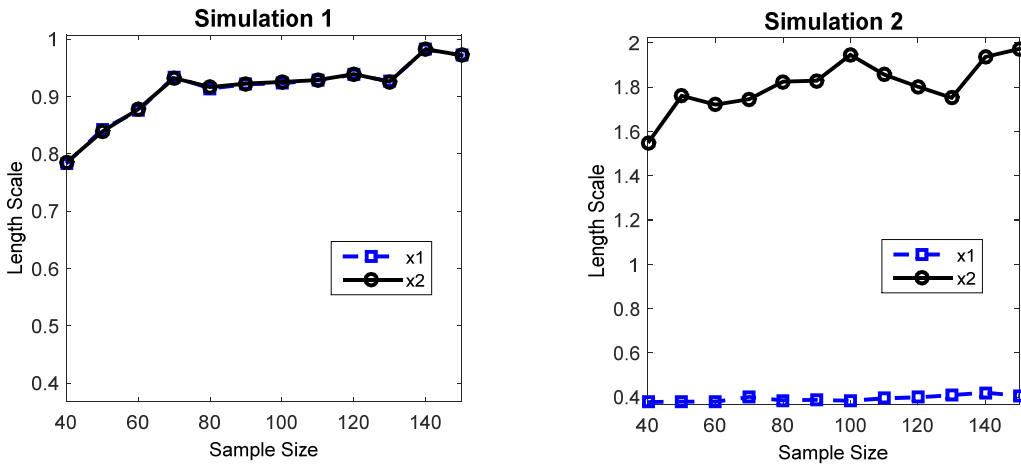 Simulation 1
1
0.9
0.8
0.7
0.6
0.5
0.4
Length Scale
x1
x2
40 60 80 100 120 140
Sample Size
Simulation 2
2
1.8
1.6
1.4
1.2
1
0.8
0.6
0.4
Length Scale
x1
x2
40 60 80 100 120 140
Sample Size